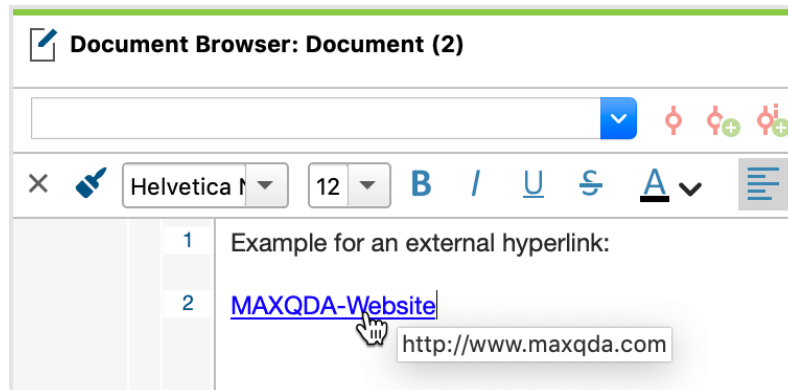 Document Browser: Document (2)
Helvetica N 12 B I U S A
1 Example for an external hyperlink:
2 MAXQDA-Website
http://www.maxqda.com